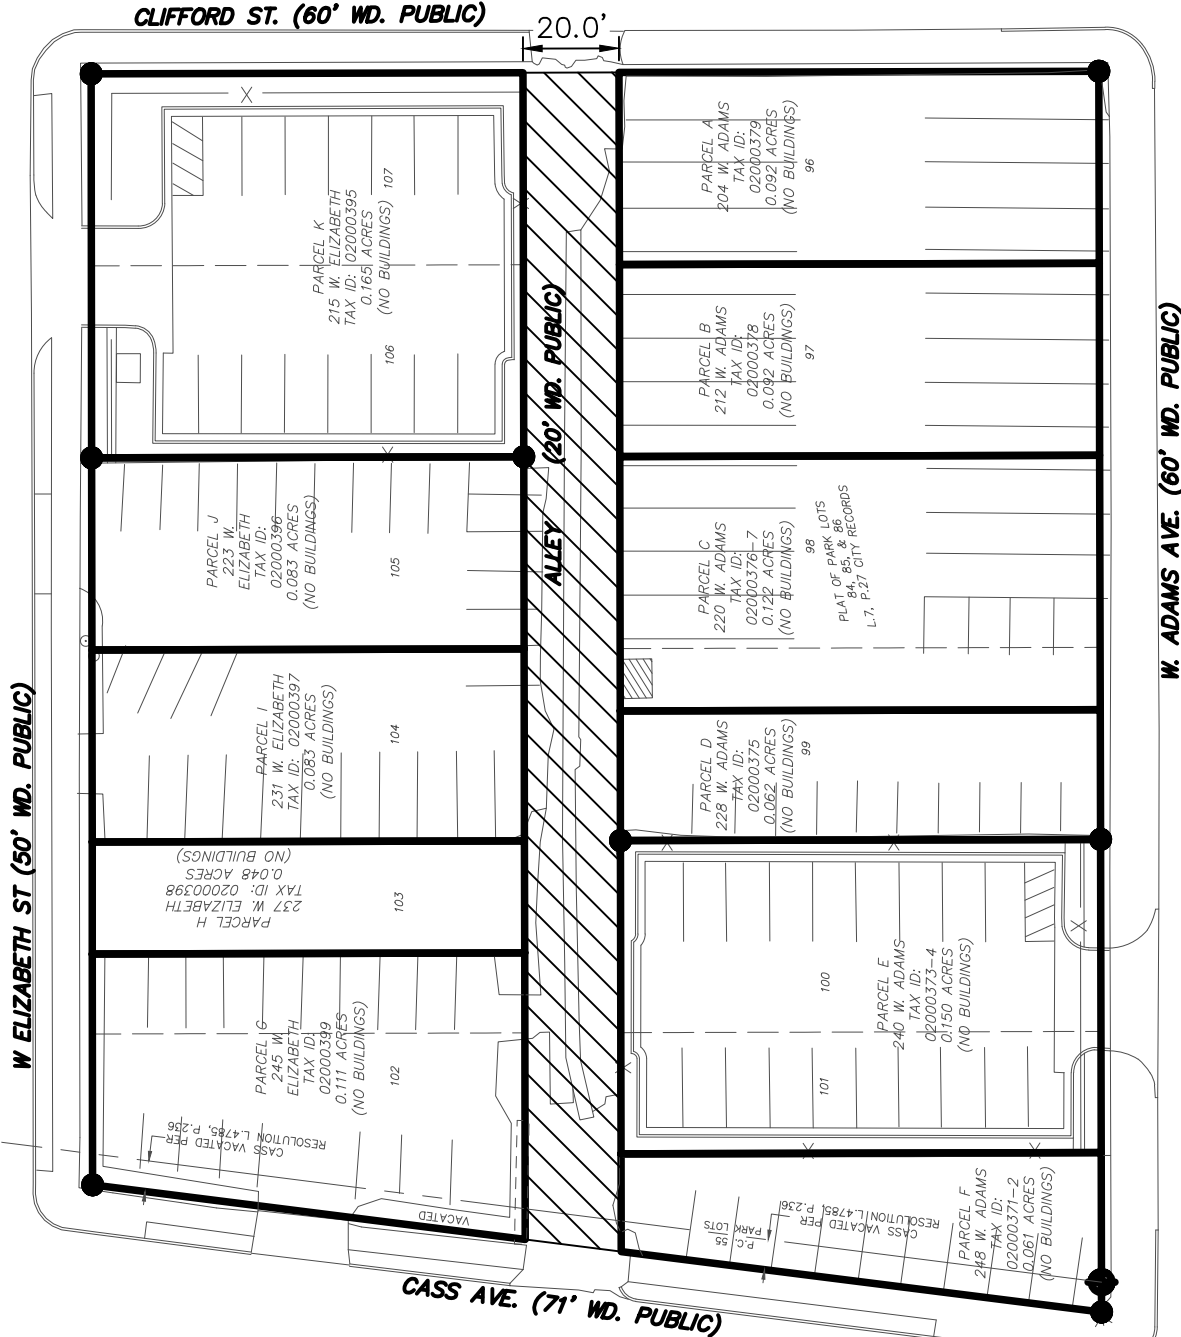 CLIFFORD ST. (60' WD. PUBLIC)
20.0'
W ELIZABETH ST (50' WD. PUBLIC)
W. ADAMS AVE. (60' WD. PUBLIC)
CASS AVE. (71' WD. PUBLIC)
ALLEY (20' WD. PUBLIC)
PARCEL K
215 W. ELIZABETH
TAX ID: 02000395
0.165 ACRES
(NO BUILDINGS)
107
106
PARCEL J
223 W.
ELIZABETH
TAX ID:
02000396
0.083 ACRES
(NO BUILDINGS)
105
PARCEL I
231 W. ELIZABETH
TAX ID: 02000397
0.083 ACRES
(NO BUILDINGS)
104
PARCEL H
237 W. ELIZABETH
TAX ID: 02000398
0.048 ACRES
(NO BUILDINGS)
103
PARCEL G
245 W.
ELIZABETH
TAX ID:
02000399
0.111 ACRES
(NO BUILDINGS)
102
CASS VACATED PER
RESOLUTION L.4785, P.236
VACATED
PARCEL A
204 W. ADAMS
TAX ID:
02000379
0.092 ACRES
(NO BUILDINGS)
96
PARCEL B
212 W. ADAMS
TAX ID:
02000378
0.092 ACRES
(NO BUILDINGS)
97
PARCEL C
220 W. ADAMS
TAX ID:
02000376-7
0.122 ACRES
(NO BUILDINGS)
98
PLAT OF PARK LOTS
84, 85, & 86
L.7, P.27 CITY RECORDS
PARCEL D
228 W. ADAMS
TAX ID:
02000375
0.062 ACRES
(NO BUILDINGS)
99
PARCEL E
240 W. ADAMS
TAX ID:
02000373-4
0.150 ACRES
(NO BUILDINGS)
100
101
PARCEL F
248 W. ADAMS
TAX ID:
02000371-2
0.061 ACRES
(NO BUILDINGS)
CASS VACATED PER
RESOLUTION L.4785, P.236
P.C. 55
PARK LOTS